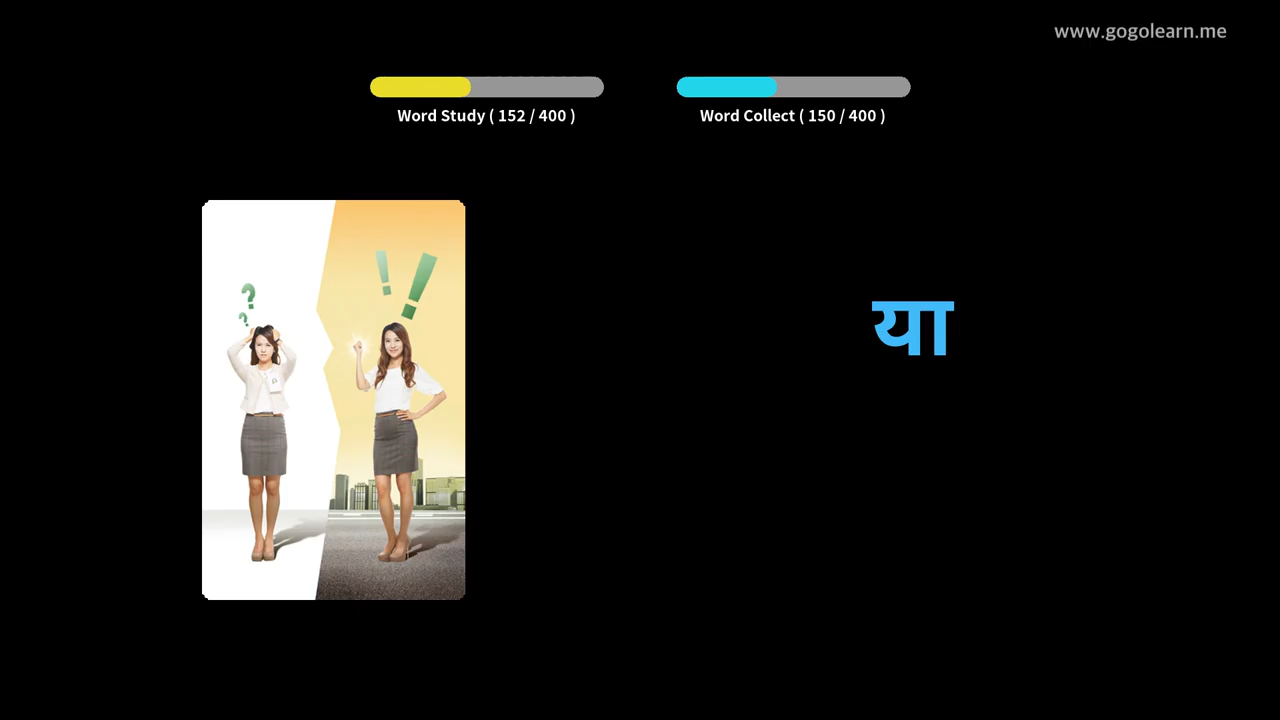 www.gogolearn.me
Word Study ( 152 / 400 )
Word Collect ( 150 / 400 )
? ?
! !
या